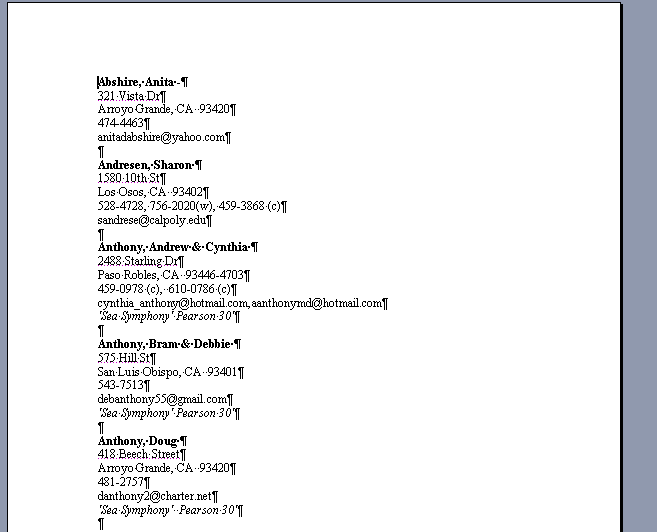 Abshire, Anita -¶
321 Vista Dr¶
Arroyo Grande, CA  93420¶
474-4463¶
anitadabshire@yahoo.com¶
¶
Andresen, Sharon ¶
1580 10th St¶
Los Osos, CA  93402¶
528-4728, 756-2020(w), 459-3868 (c)¶
sandrese@calpoly.edu¶
¶
Anthony, Andrew & Cynthia ¶
2488 Starling Dr¶
Paso Robles, CA  93446-4703¶
459-0978 (c),  610-0786 (c)¶
cynthia_anthony@hotmail.com, aanthonymd@hotmail.com¶
'Sea Symphony' Pearson 30'¶
¶
Anthony, Bram & Debbie ¶
575 Hill St¶
San Luis Obispo, CA  93401¶
543-7513¶
debanthony55@gmail.com¶
'Sea Symphony' Pearson 30'¶
¶
Anthony, Doug ¶
418 Beech Street¶
Arroyo Grande, CA  93420¶
481-2757¶
danthony2@charter.net¶
'Sea Symphony'  Pearson 30'¶
¶